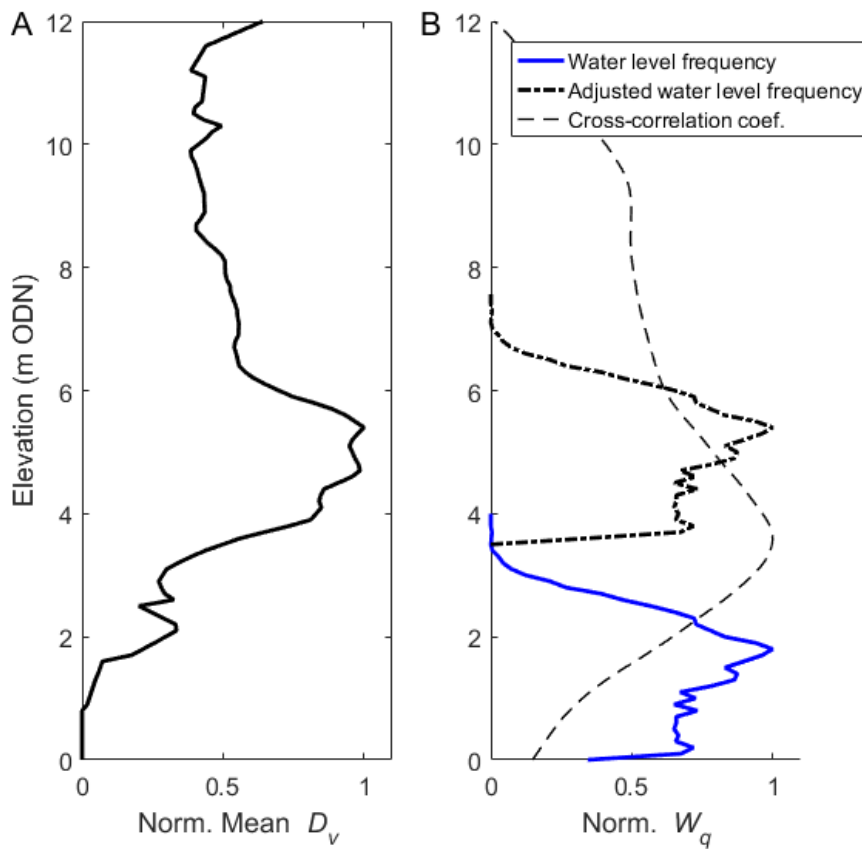 A
B
12
10
8
6
4
2
0
Elevation (m ODN)
0
0.5
1
Norm. Mean D_v
Water level frequency
Adjusted water level frequency
Cross-correlation coef.
12
10
8
6
4
2
0
0
0.5
1
Norm. W_q